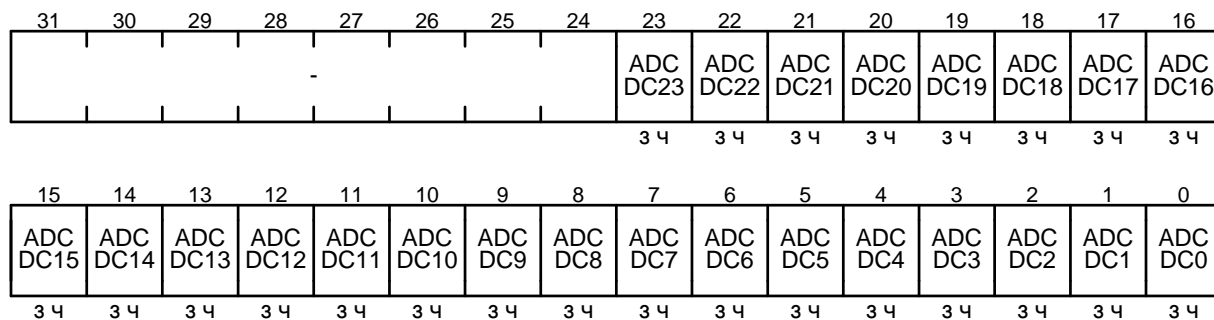 31 30 29 28 27 26 25 24 23 22 21 20 19 18 17 16
- ADC ADC ADC ADC ADC ADC ADC ADC
DC23 DC22 DC21 DC20 DC19 DC18 DC17 DC16
З Ч З Ч З Ч З Ч З Ч З Ч З Ч З Ч
15 14 13 12 11 10 9 8 7 6 5 4 3 2 1 0
ADC ADC ADC ADC ADC ADC ADC ADC ADC ADC ADC ADC ADC ADC ADC ADC
DC15 DC14 DC13 DC12 DC11 DC10 DC9 DC8 DC7 DC6 DC5 DC4 DC3 DC2 DC1 DC0
З Ч З Ч З Ч З Ч З Ч З Ч З Ч З Ч З Ч З Ч З Ч З Ч З Ч З Ч З Ч З Ч